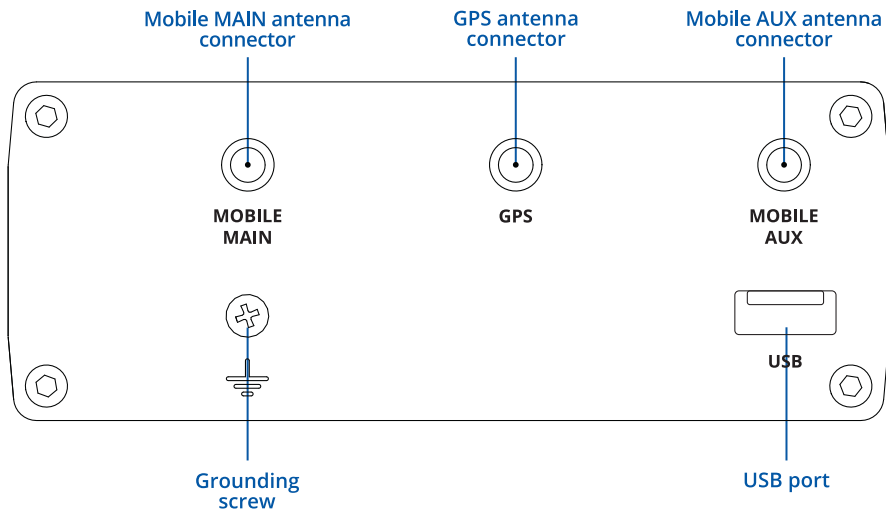 Mobile MAIN antenna
connector
GPS antenna
connector
Mobile AUX antenna
connector
MOBILE
MAIN
GPS
MOBILE
AUX
USB
Grounding
screw
USB port